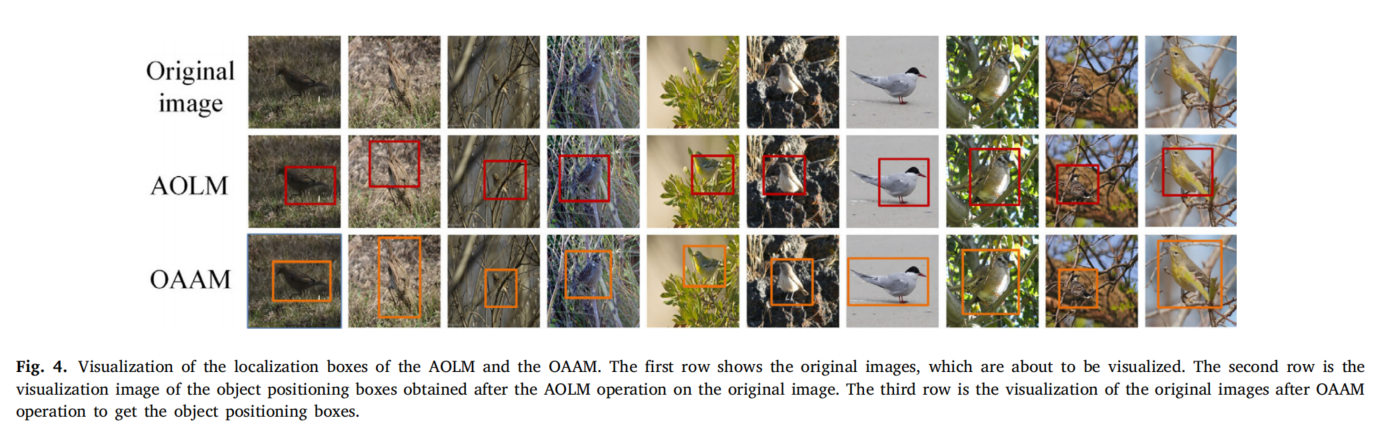 Original
image
AOLM
OAAM
Fig. 4. Visualization of the localization boxes of the AOLM and the OAAM. The first row shows the original images, which are about to be visualized. The second row is the
visualization image of the object positioning boxes obtained after the AOLM operation on the original image. The third row is the visualization of the original images after OAAM
operation to get the object positioning boxes.